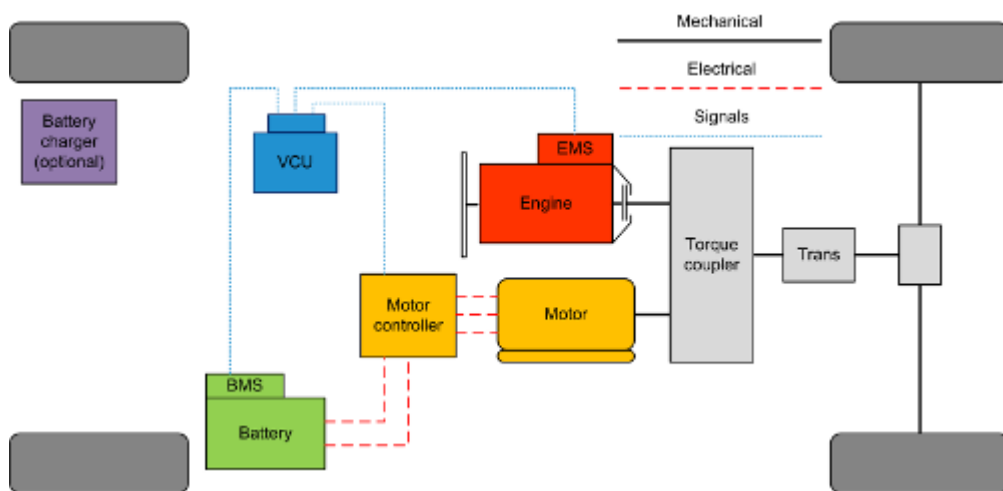 Mechanical
Electrical
Signals
Battery
charger
(optional)
VCU
EMS
Engine
Torque
coupler
Trans
Motor
controller
Motor
BMS
Battery